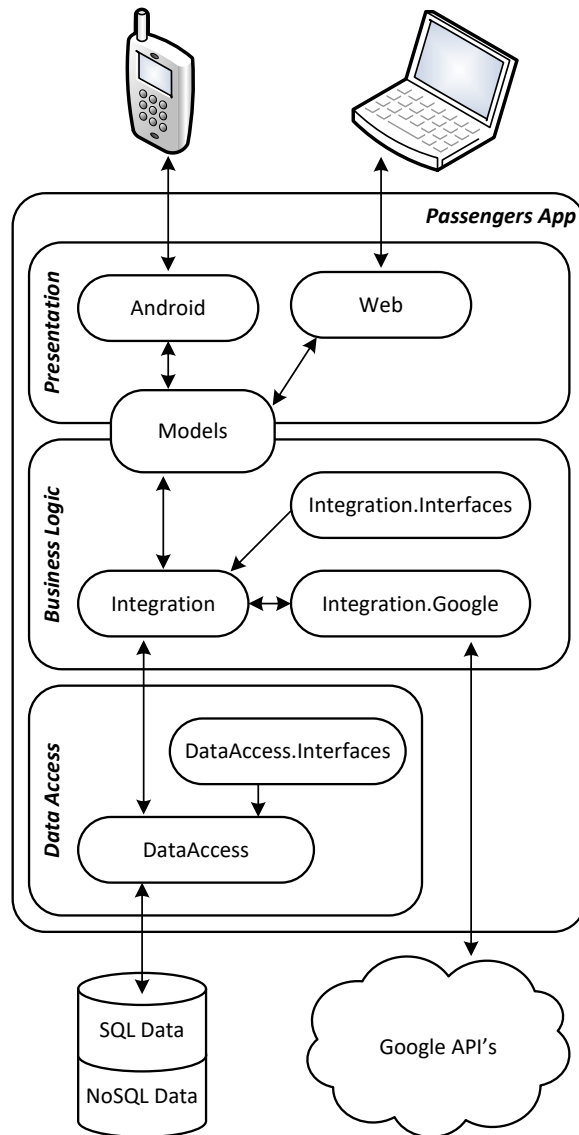 Passengers App
Presentation
Android
Web
Models
Business Logic
Integration.Interfaces
Integration
Integration.Google
Data Access
DataAccess.Interfaces
DataAccess
SQL Data
NoSQL Data
Google API's